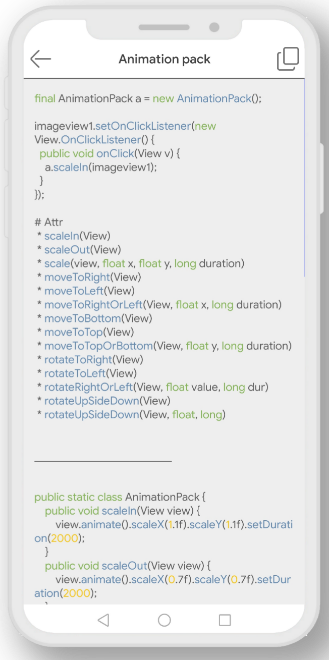 Animation pack
final AnimationPack a = new AnimationPack();
imageview1.setOnClickListener(new
View.OnClickListener() {
public void onClick(View v) {
a.scaleIn(imageview1);
}
});
# Attr
* scaleIn(View)
* scaleOut(View)
* scale(view, float x, float y, long duration)
* moveToRight(View)
* moveToLeft(View)
* moveToRightOrLeft(View, float x, long duration)
* moveToBottom(View)
* moveToTop(View)
* moveToTopOrBottom(View, float y, long duration)
* rotateToRight(View)
* rotateToLeft(View)
* rotateRightOrLeft(View, float value, long dur)
* rotateUpSideDown(View)
* rotateUpSideDown(View, float, long)
public static class AnimationPack {
public void scaleIn(View view) {
view.animate().scaleX(1.1f).scaleY(1.1f).setDurati
on(2000);
}
public void scaleOut(View view) {
view.animate().scaleX(0.7f).scaleY(0.7f).setDur
ation(2000);